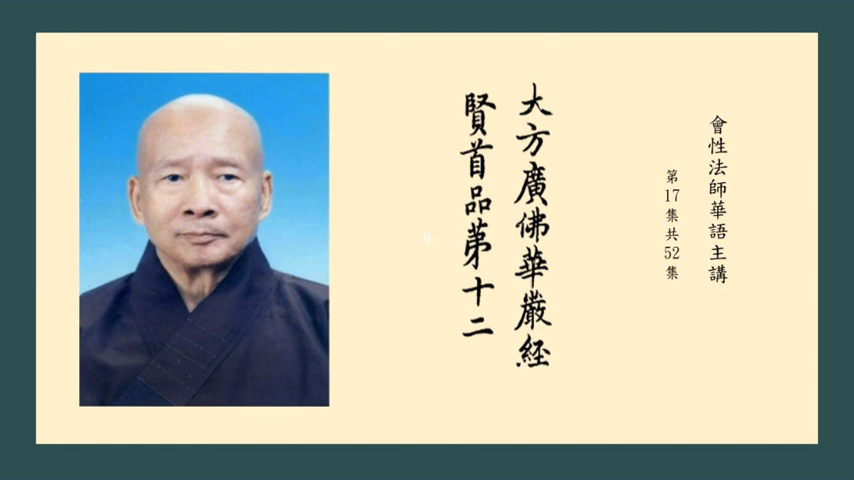 會性法師華語主講
第17集共52集
大方廣佛華嚴經
賢首品第十二
9